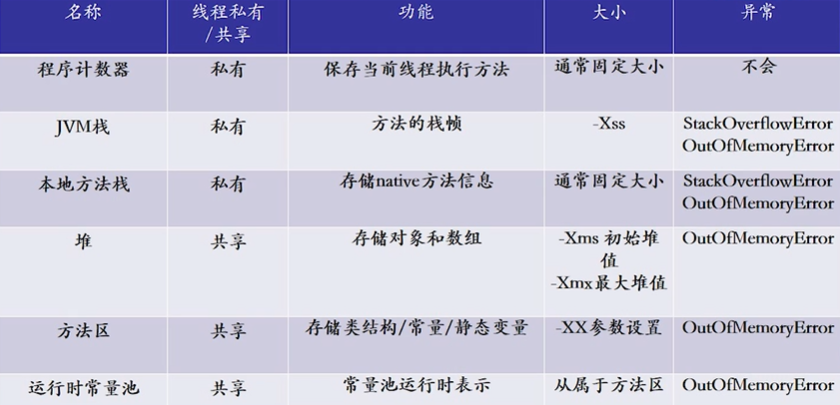 名称 线程私有/共享 功能 大小 异常
程序计数器 私有 保存当前线程执行方法 通常固定大小 不会
JVM栈 私有 方法的栈帧 -Xss StackOverflowError OutOfMemoryError
本地方法栈 私有 存储native方法信息 通常固定大小 StackOverflowError OutOfMemoryError
堆 共享 存储对象和数组 -Xms 初始堆值 -Xmx最大堆值 OutOfMemoryError
方法区 共享 存储类结构/常量/静态变量 -XX参数设置 OutOfMemoryError
运行时常量池 共享 常量池运行时表示 从属于方法区 OutOfMemoryError